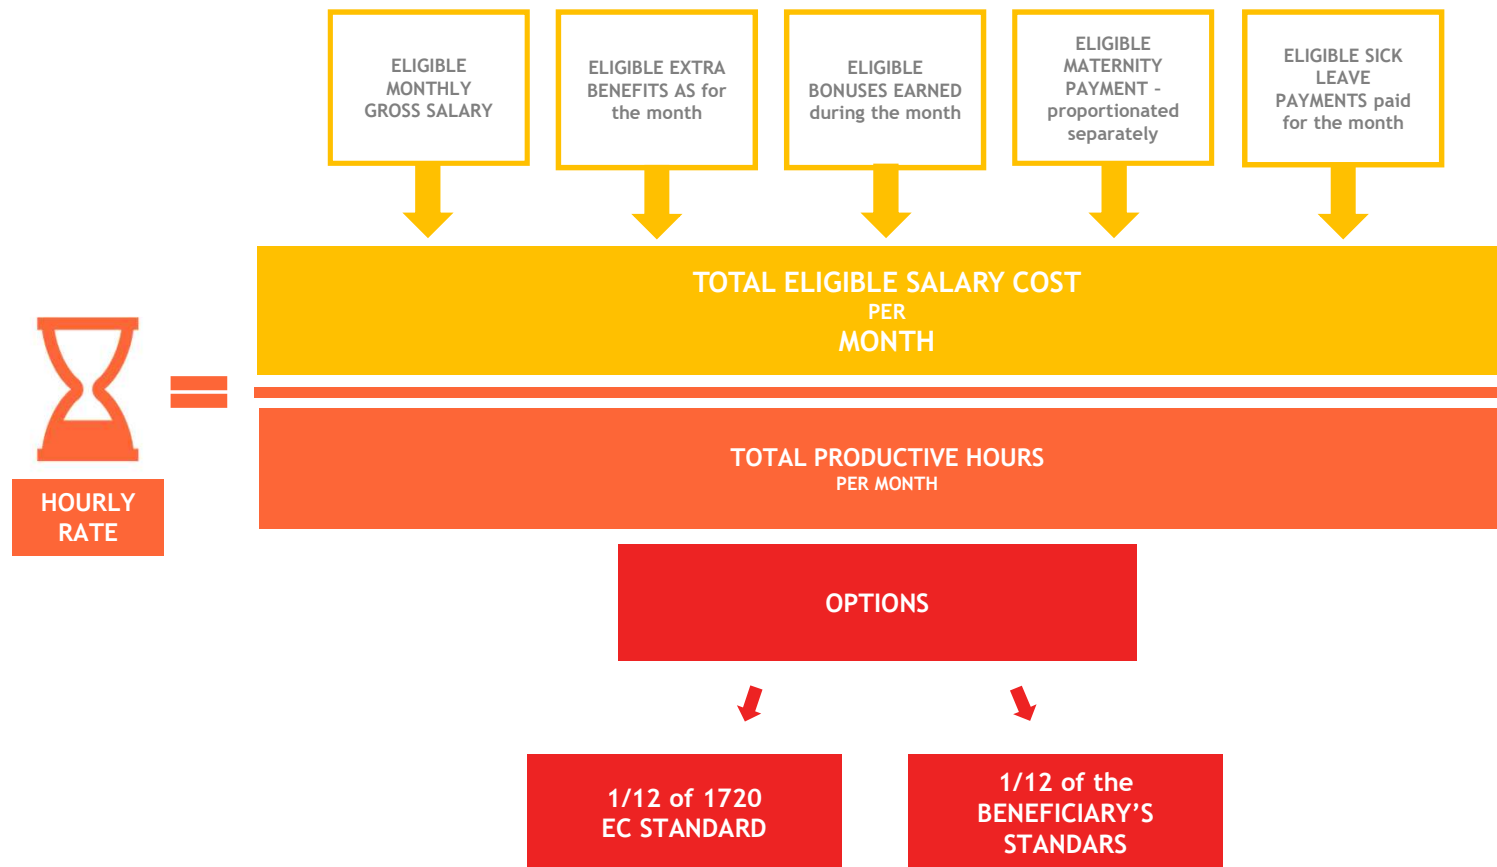 ELIGIBLE
MONTHLY
GROSS SALARY
ELIGIBLE EXTRA
BENEFITS AS for
the month
ELIGIBLE
BONUSES EARNED
during the month
ELIGIBLE
MATERNITY
PAYMENT –
proportionated
separately
ELIGIBLE SICK
LEAVE
PAYMENTS paid
for the month
TOTAL ELIGIBLE SALARY COST
PER
MONTH
HOURLY
RATE
=
TOTAL PRODUCTIVE HOURS
PER MONTH
OPTIONS
1/12 of 1720
EC STANDARD
1/12 of the
BENEFICIARY’S
STANDARS